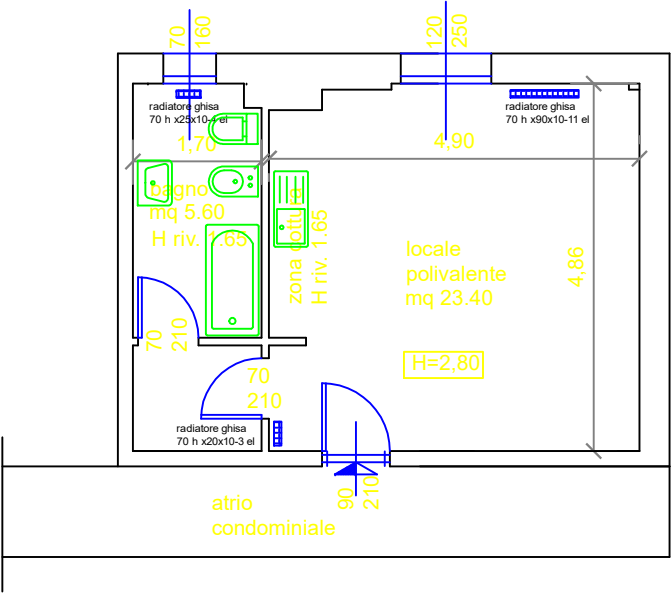 70
160
120
250
radiatore ghisa
70 h x25x10-4 el
radiatore ghisa
70 h x90x10-11 el
1,70
4,90
bagno
mq 5.60
H riv. 1.65
zona cottura
H riv. 1.65
locale
polivalente
mq 23.40
4,86
70
210
H=2,80
70
210
radiatore ghisa
70 h x20x10-3 el
90
210
atrio
condominiale